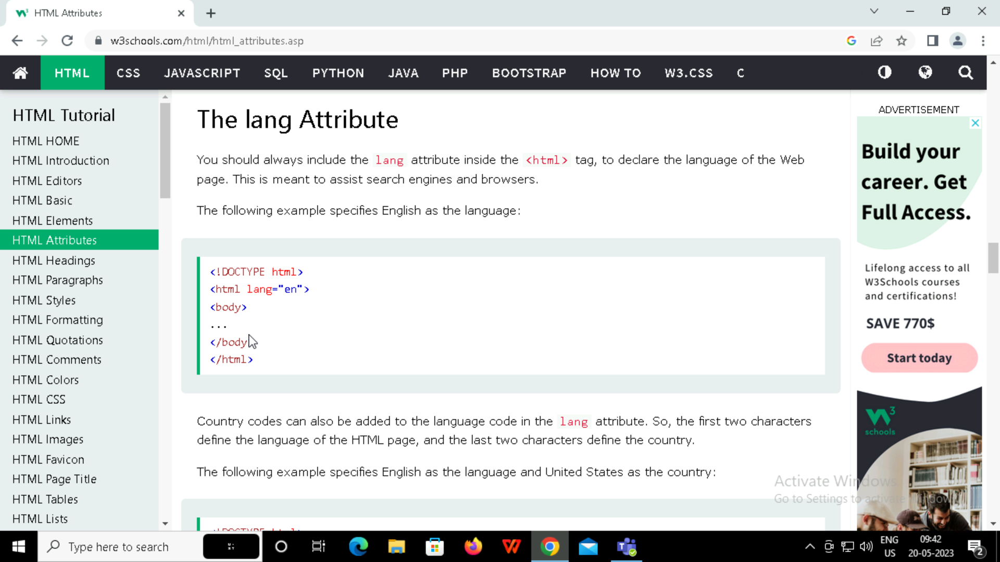 HTML Attributes
w3schools.com/html/html_attributes.asp
HTML CSS JAVASCRIPT SQL PYTHON JAVA PHP BOOTSTRAP HOW TO W3.CSS C
HTML Tutorial
HTML HOME
HTML Introduction
HTML Editors
HTML Basic
HTML Elements
HTML Attributes
HTML Headings
HTML Paragraphs
HTML Styles
HTML Formatting
HTML Quotations
HTML Comments
HTML Colors
HTML CSS
HTML Links
HTML Images
HTML Favicon
HTML Page Title
HTML Tables
HTML Lists
The lang Attribute
You should always include the lang attribute inside the <html> tag, to declare the language of the Web
page. This is meant to assist search engines and browsers.
The following example specifies English as the language:
<!DOCTYPE html>
<html lang="en">
<body>
...
</body
</html>
Country codes can also be added to the language code in the lang attribute. So, the first two characters
define the language of the HTML page, and the last two characters define the country.
The following example specifies English as the language and United States as the country:
<!DOCTYPE html>
ADVERTISEMENT
Build your
career. Get
Full Access.
Lifelong access to all
W3Schools courses
and certifications!
SAVE 770$
Start today
W3
schools
Activate Windows
Go to Settings to activate Windows
Type here to search
ENG
US
09:42
20-05-2023
2